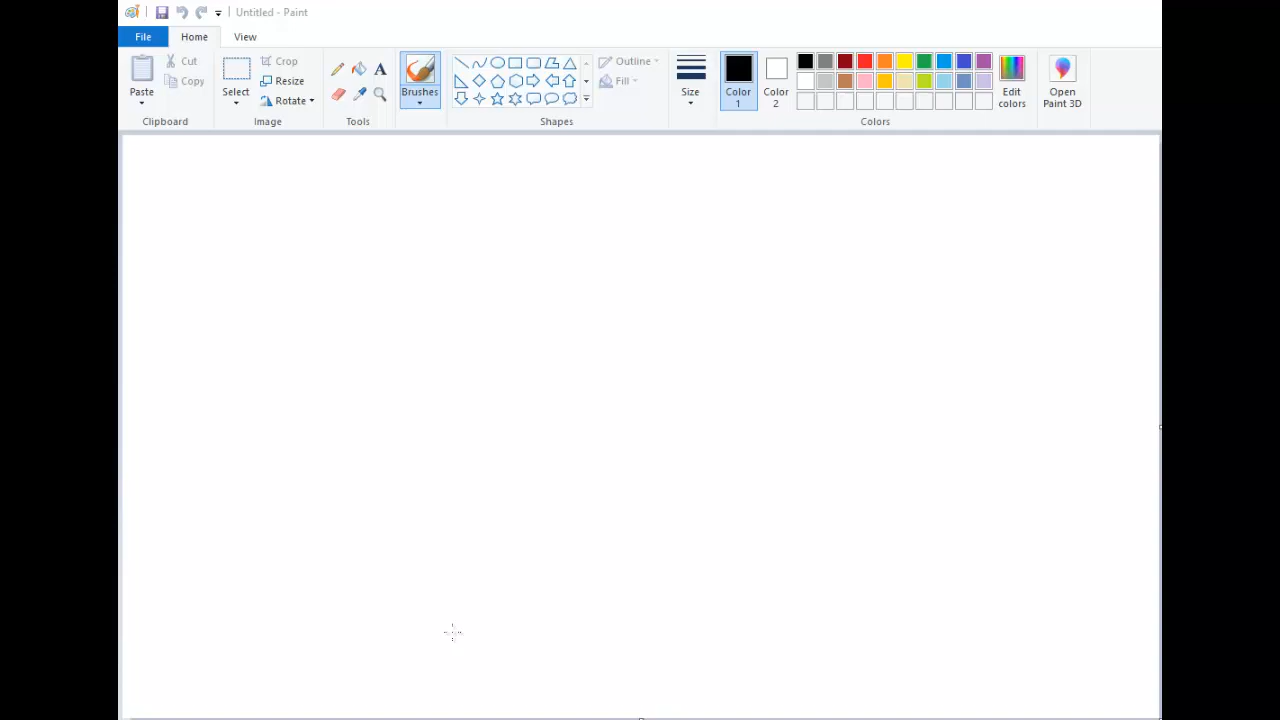 Untitled - Paint
File Home View
Paste
Cut
Copy
Clipboard
Select
Crop
Resize
Rotate
Image
Tools
Brushes
Shapes
Outline
Fill
Size
Color 1
Color 2
Colors
Edit colors
Open Paint 3D